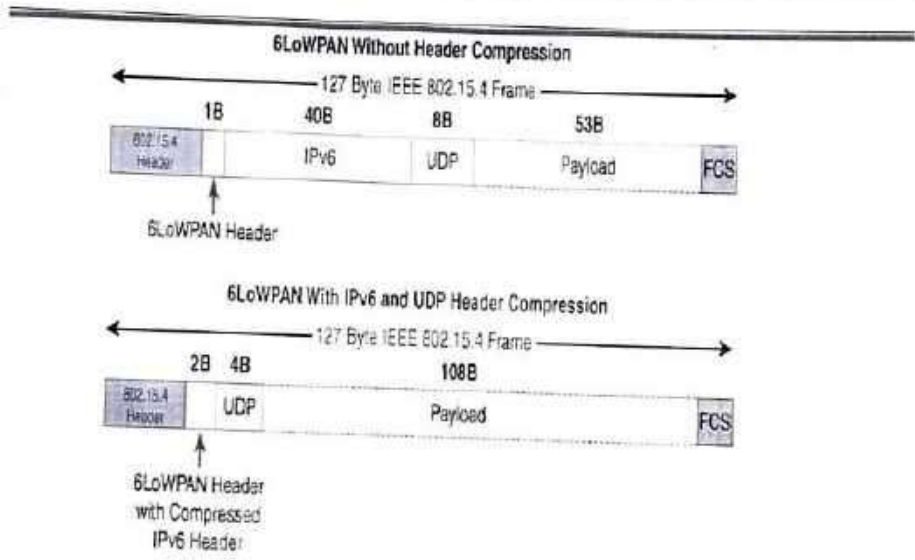 6LoWPAN Without Header Compression
127 Byte IEEE 802.15.4 Frame
1B 40B 8B 53B
802.15.4 Header IPv6 UDP Payload FCS
6LoWPAN Header
6LoWPAN With IPv6 and UDP Header Compression
127 Byte IEEE 802.15.4 Frame
2B 4B 108B
802.15.4 Header UDP Payload FCS
6LoWPAN Header
with Compressed
IPv6 Header